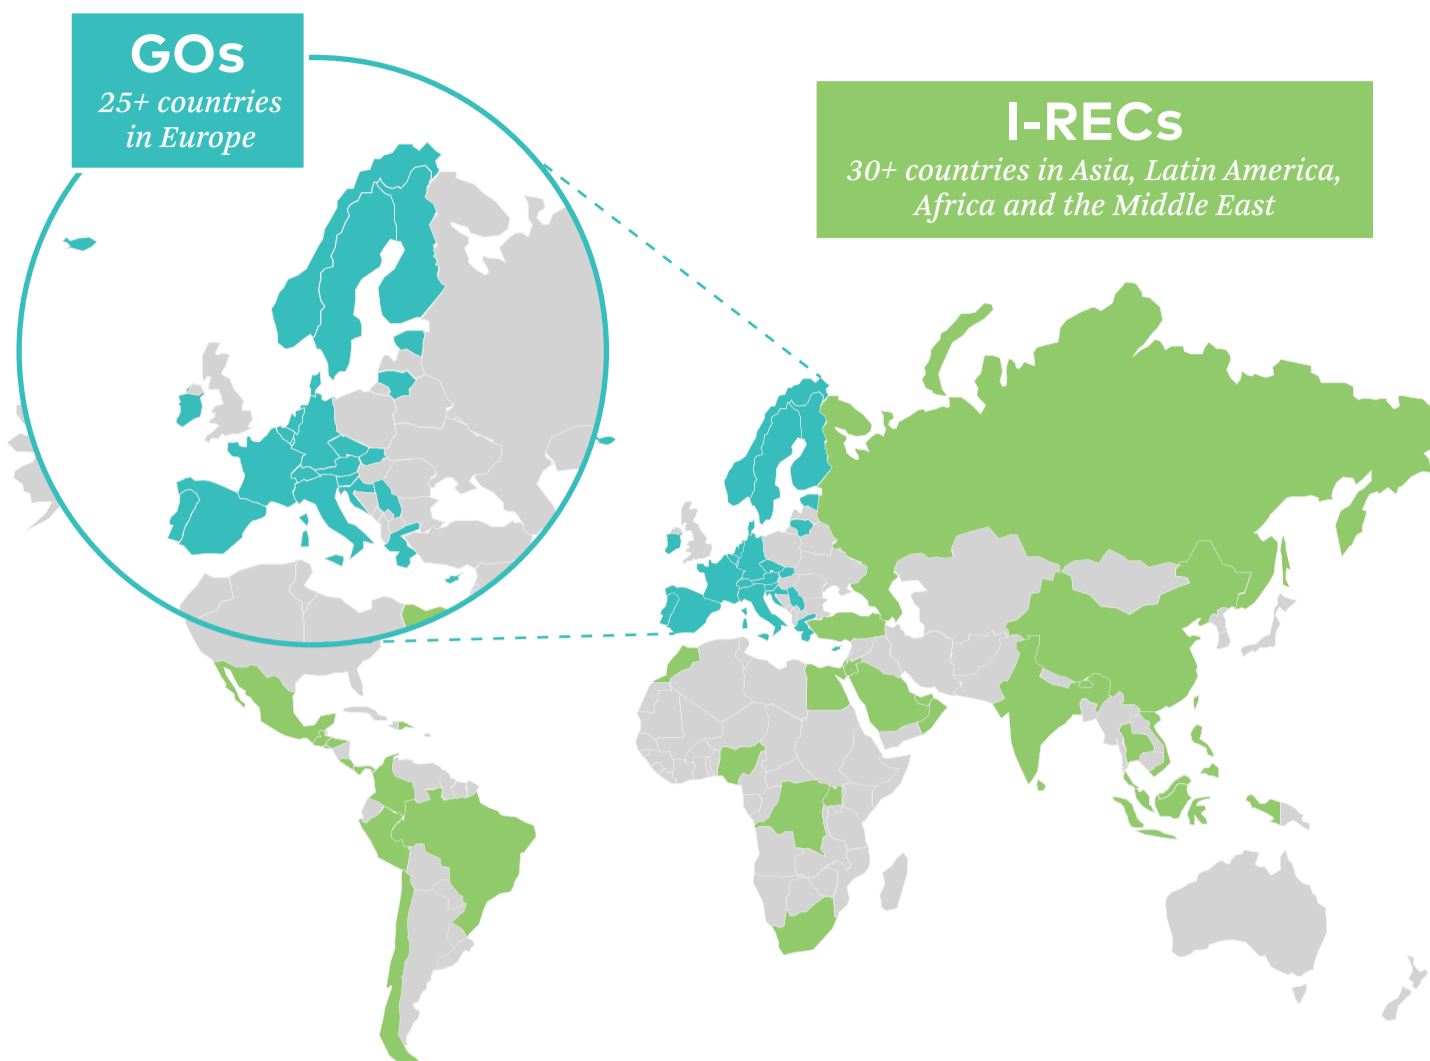 GOs
25+ countries
in Europe
I-RECs
30+ countries in Asia, Latin America,
Africa and the Middle East